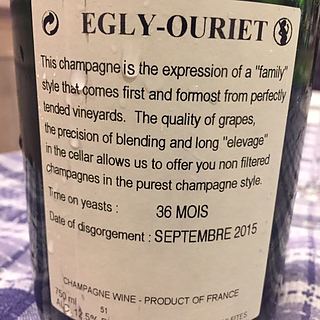 EGLY-OURIET
This champagne is the expression of a "family"
style that comes first and formost from perfectly
tended vineyards. The quality of grapes,
the precision of blending and long "elevage"
in the cellar allows us to offer you non filtered
champagnes in the purest champagne style.
Time on yeasts : 36 MOIS
Date of disgorgement : SEPTEMBRE 2015
CHAMPAGNE WINE - PRODUCT OF FRANCE
750 ml 51
12.5%